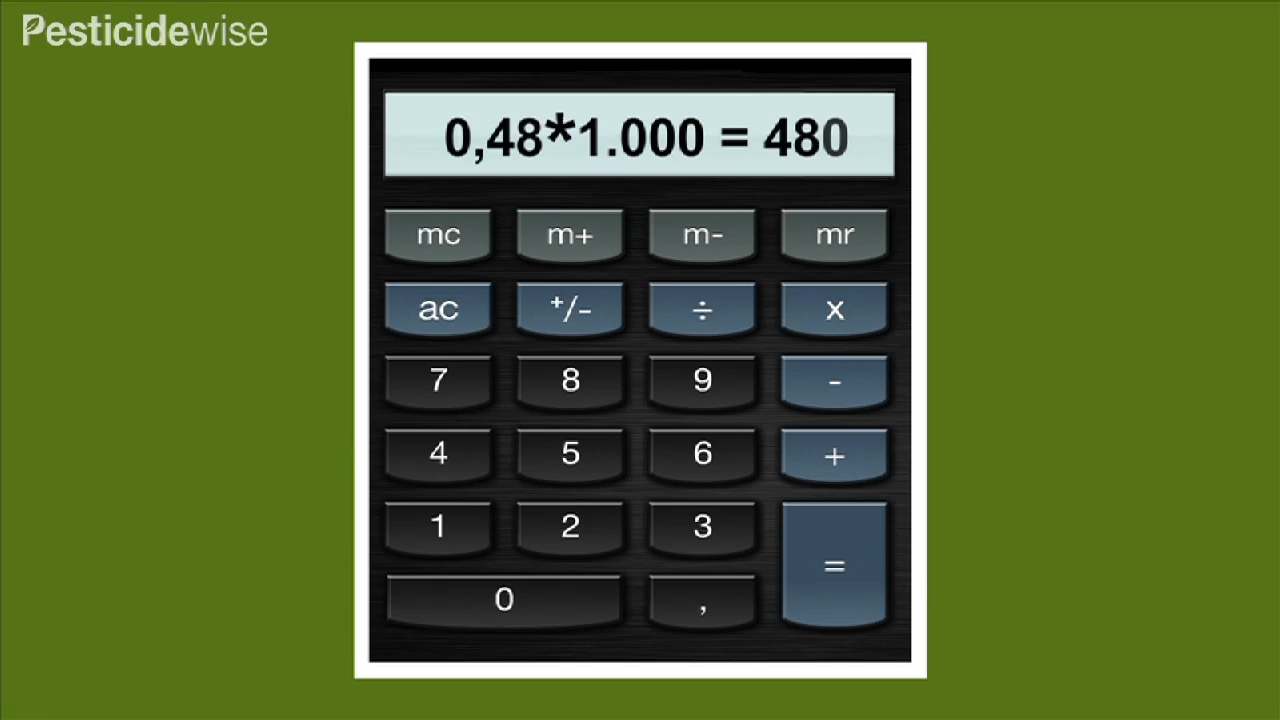 Pesticidewise
0,48*1.000 = 480
mc m+ m- mr
ac +/- ÷ x
7 8 9 -
4 5 6 +
1 2 3 =
0 ,